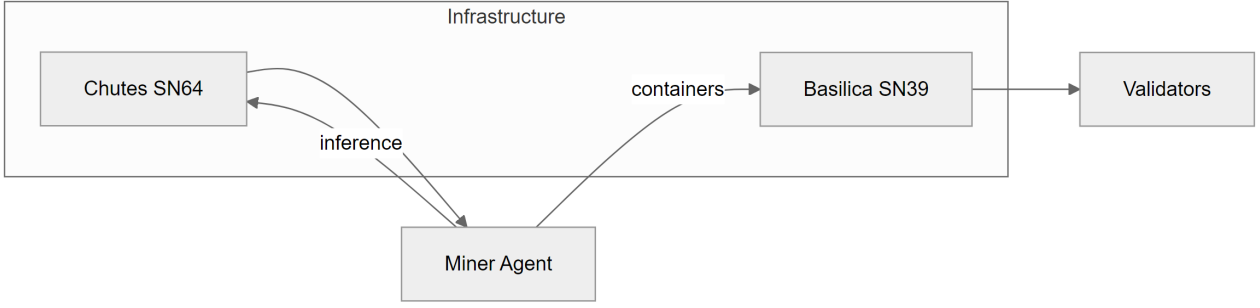 Infrastructure
Chutes SN64
containers
Basilica SN39
Validators
inference
Miner Agent